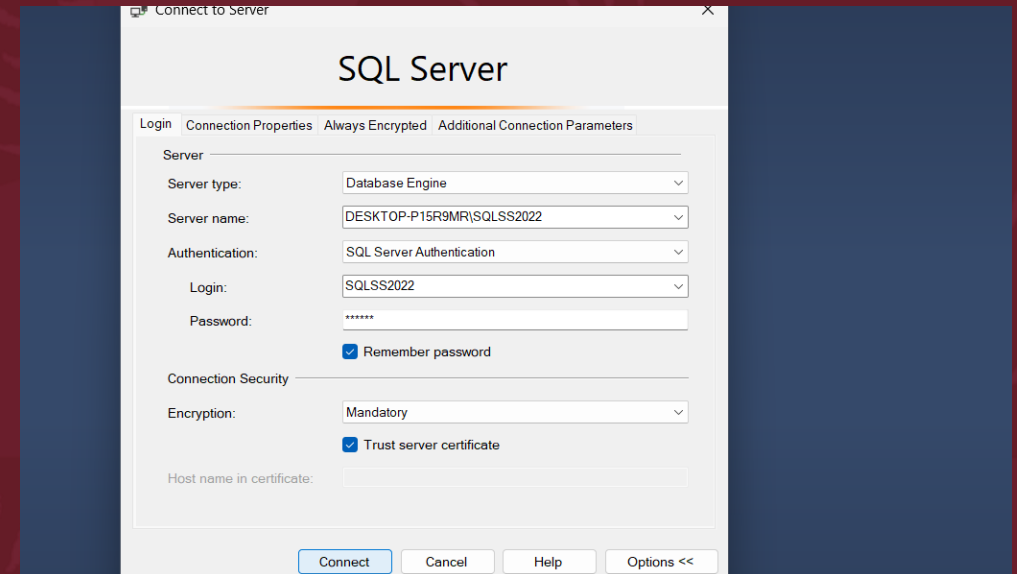 Connect to Server
SQL Server
Login Connection Properties Always Encrypted Additional Connection Parameters
Server
Server type: Database Engine
Server name: DESKTOP-P15R9MR\SQLSS2022
Authentication: SQL Server Authentication
Login: SQLSS2022
Password: ******
Remember password
Connection Security
Encryption: Mandatory
Trust server certificate
Host name in certificate:
Connect Cancel Help Options <<